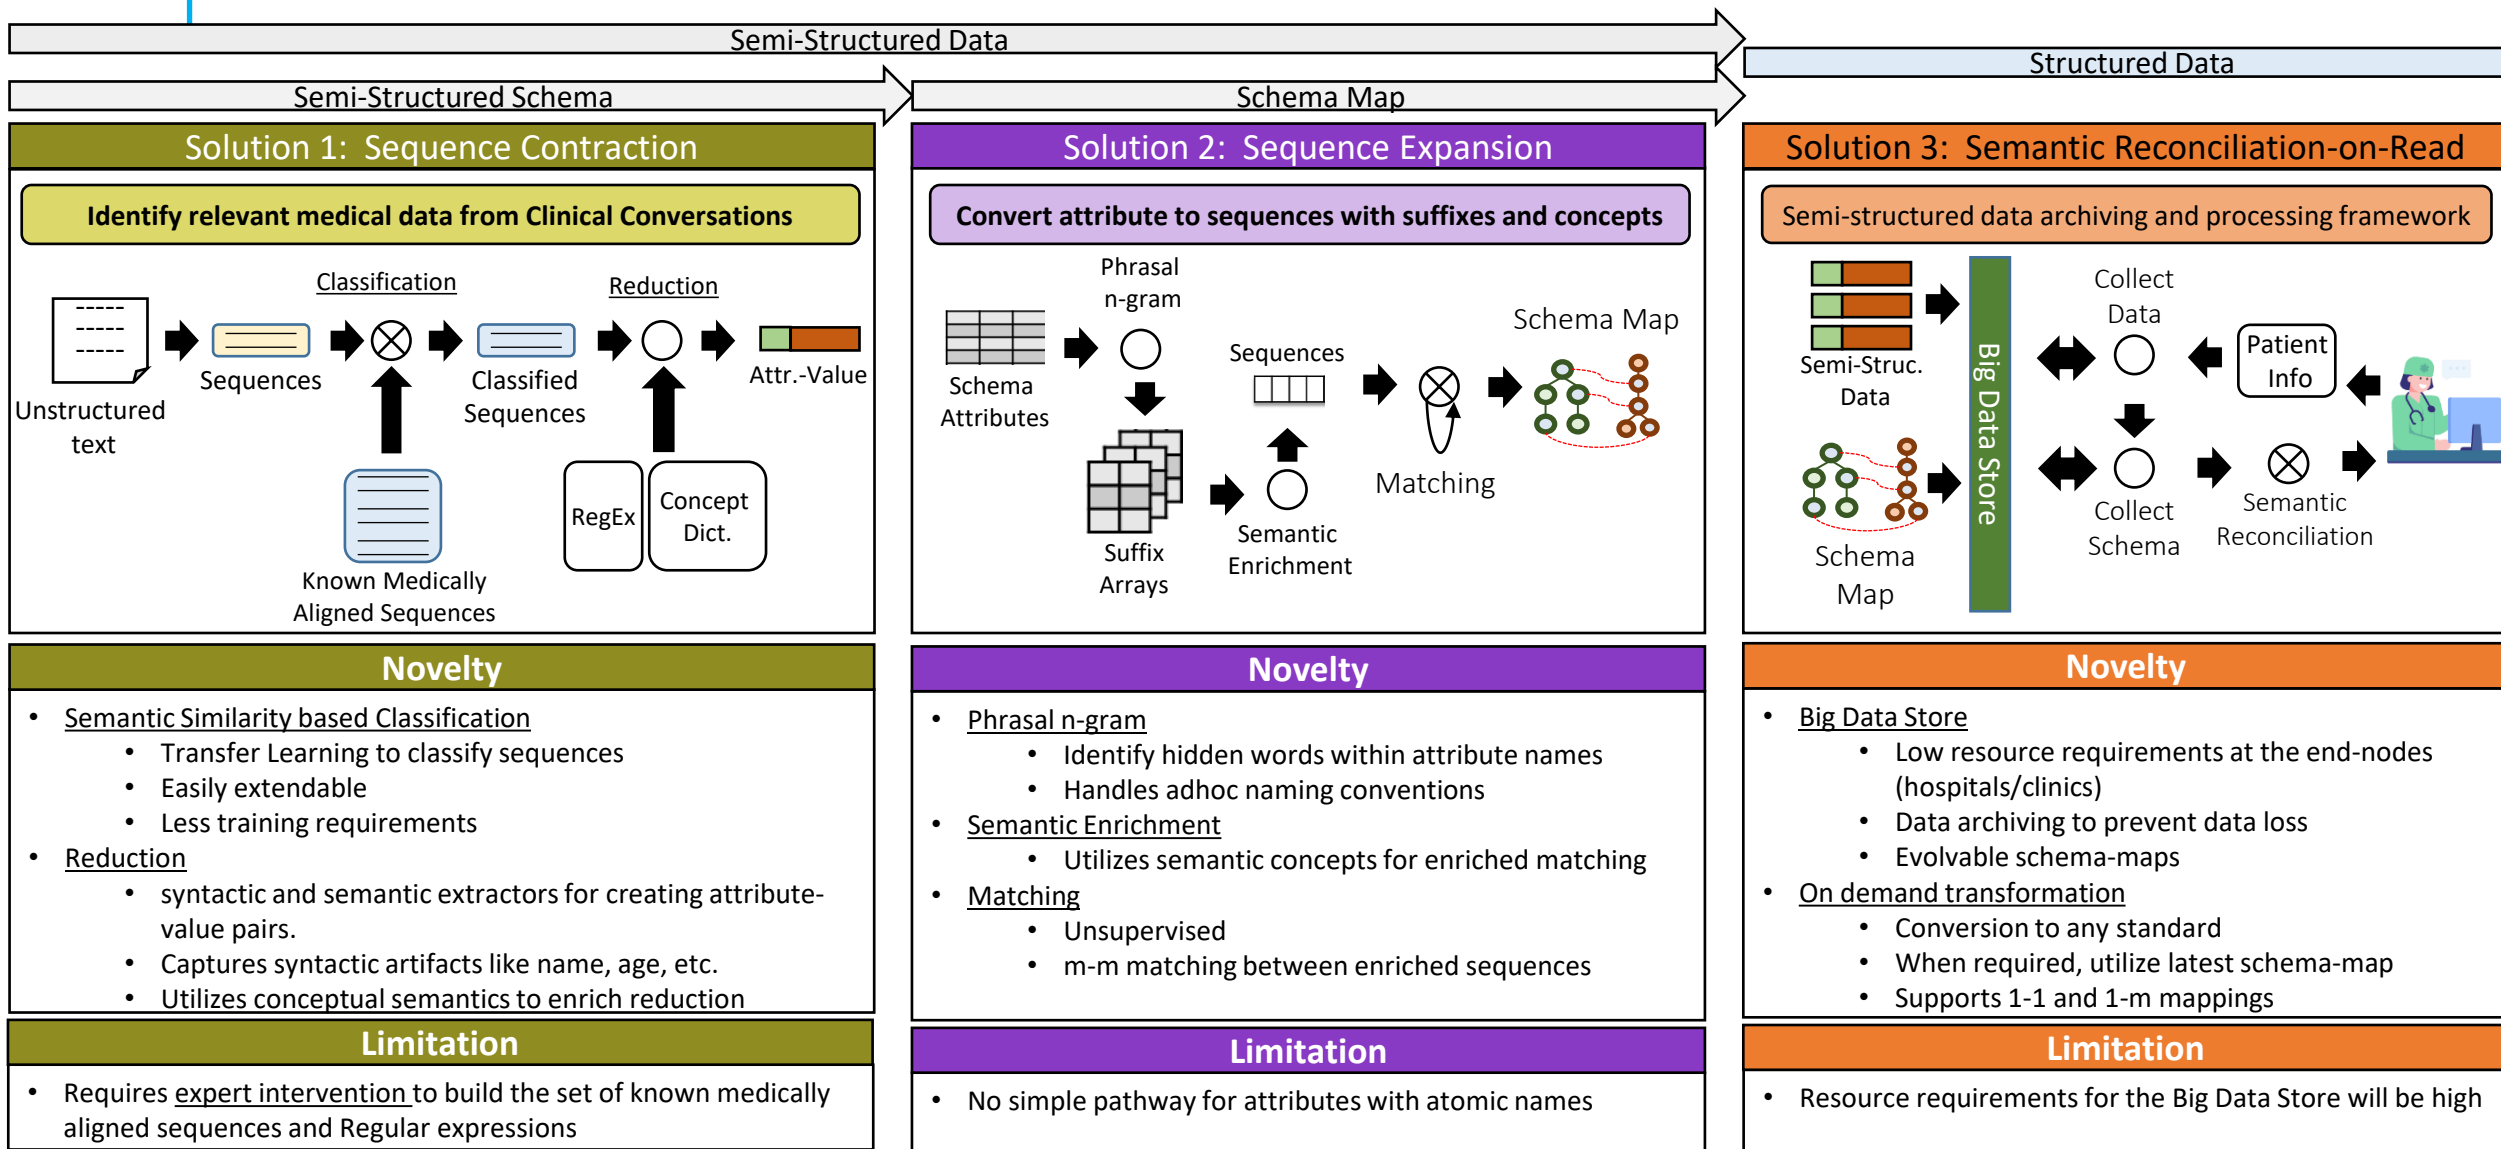 Semi-Structured Data
Structured Data
Semi-Structured Schema
Schema Map
Solution 1:  Sequence Contraction
Identify relevant medical data from Clinical Conversations
Classification
Reduction
Unstructured
text
Sequences
Classified
Sequences
Attr.-Value
RegEx
Concept
Dict.
Known Medically
Aligned Sequences
Solution 2:  Sequence Expansion
Convert attribute to sequences with suffixes and concepts
Phrasal
n-gram
Schema
Attributes
Sequences
Schema Map
Matching
Suffix
Arrays
Semantic
Enrichment
Solution 3:  Semantic Reconciliation-on-Read
Semi-structured data archiving and processing framework
Semi-Struc.
Data
Schema
Map
Big Data Store
Collect
Data
Patient
Info
Collect
Schema
Semantic
Reconciliation
Novelty
• Semantic Similarity based Classification
• Transfer Learning to classify sequences
• Easily extendable
• Less training requirements
• Reduction
• syntactic and semantic extractors for creating attribute-
value pairs.
• Captures syntactic artifacts like name, age, etc.
• Utilizes conceptual semantics to enrich reduction
Limitation
• Requires expert intervention to build the set of known medically
aligned sequences and Regular expressions
Novelty
• Phrasal n-gram
• Identify hidden words within attribute names
• Handles adhoc naming conventions
• Semantic Enrichment
• Utilizes semantic concepts for enriched matching
• Matching
• Unsupervised
• m-m matching between enriched sequences
Limitation
• No simple pathway for attributes with atomic names
Novelty
• Big Data Store
• Low resource requirements at the end-nodes
(hospitals/clinics)
• Data archiving to prevent data loss
• Evolvable schema-maps
• On demand transformation
• Conversion to any standard
• When required, utilize latest schema-map
• Supports 1-1 and 1-m mappings
Limitation
• Resource requirements for the Big Data Store will be high